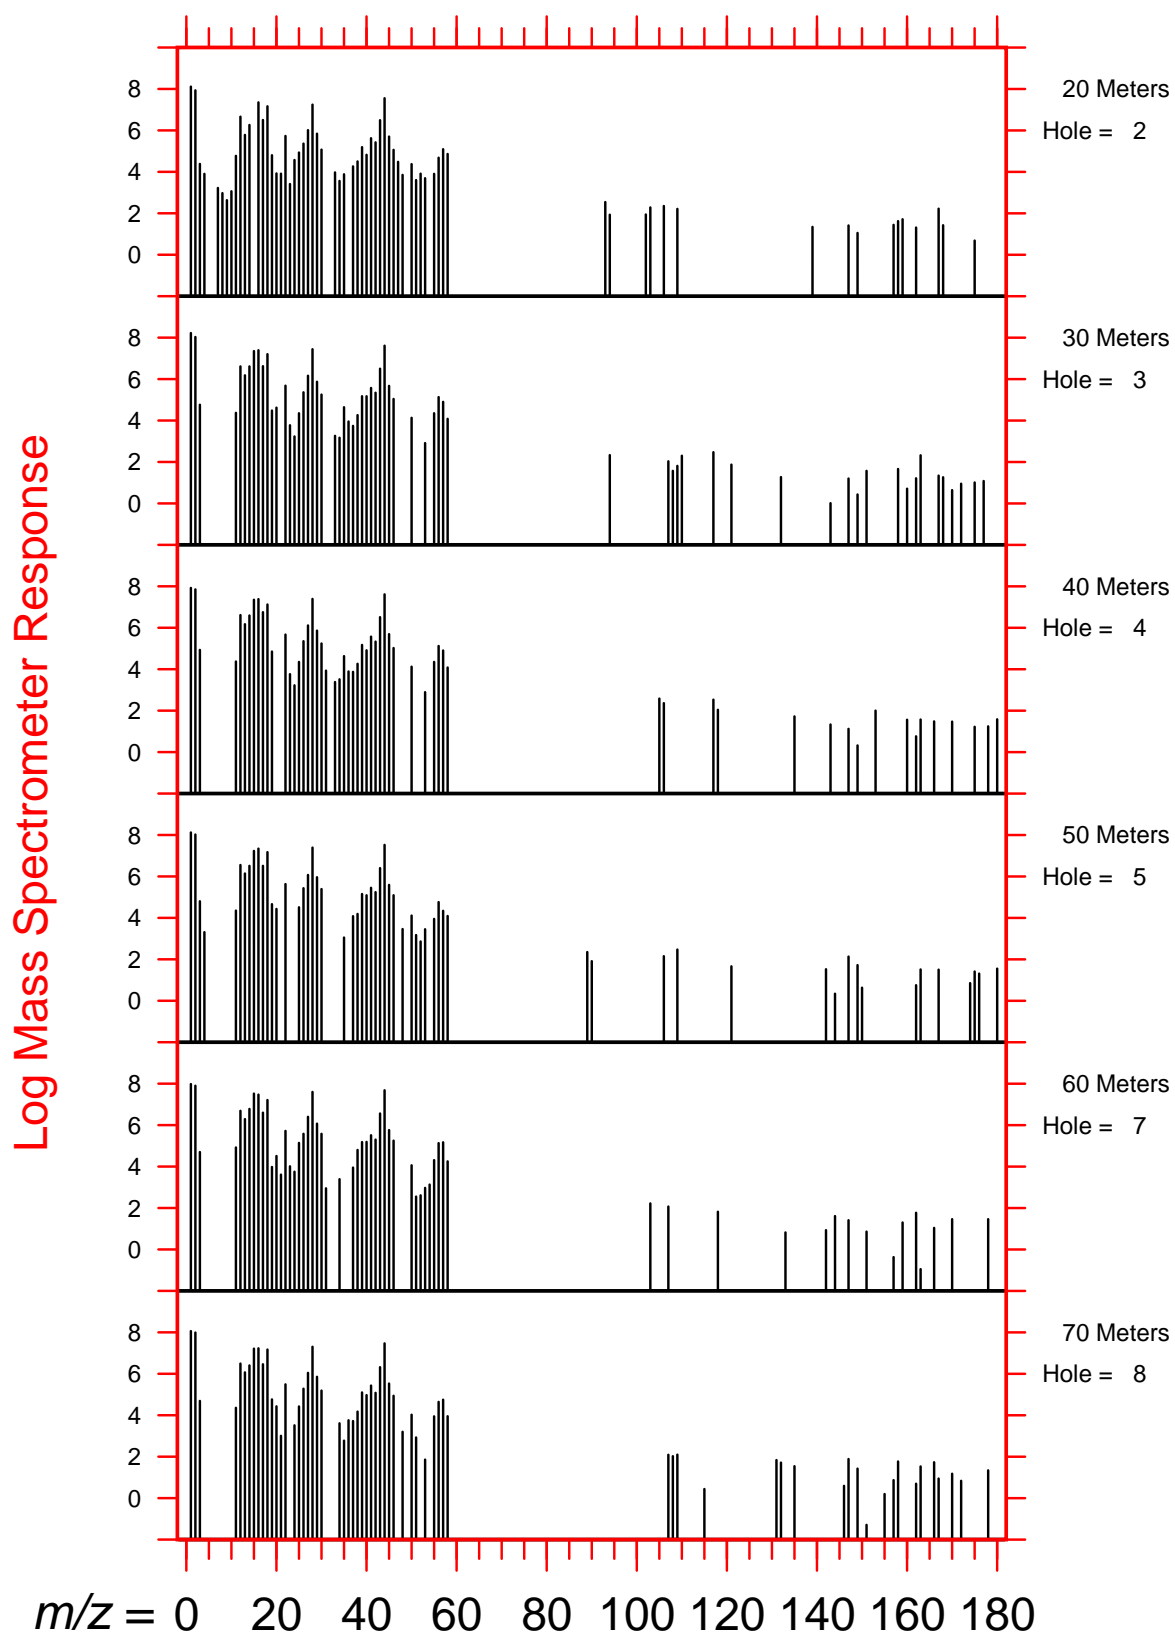 8 20 Meters
6 Hole = 2
4
2
0
8 30 Meters
6 Hole = 3
4
2
0
8 40 Meters
6 Hole = 4
4
2
0
8 50 Meters
6 Hole = 5
4
2
0
8 60 Meters
6 Hole = 7
4
2
0
8 70 Meters
6 Hole = 8
4
2
0
Log Mass Spectrometer Response
m/z = 0 20 40 60 80 100 120 140 160 180